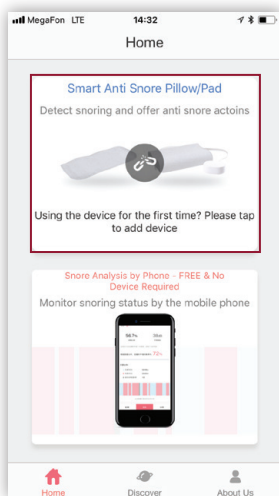 MegaFon LTE 14:32
Home
Smart Anti Snore Pillow/Pad
Detect snoring and offer anti snore actoins
Using the device for the first time? Please tap
to add device
Snore Analysis by Phone - FREE & No
Device Required
Monitor snoring status by the mobile phone
Home Discover About Us